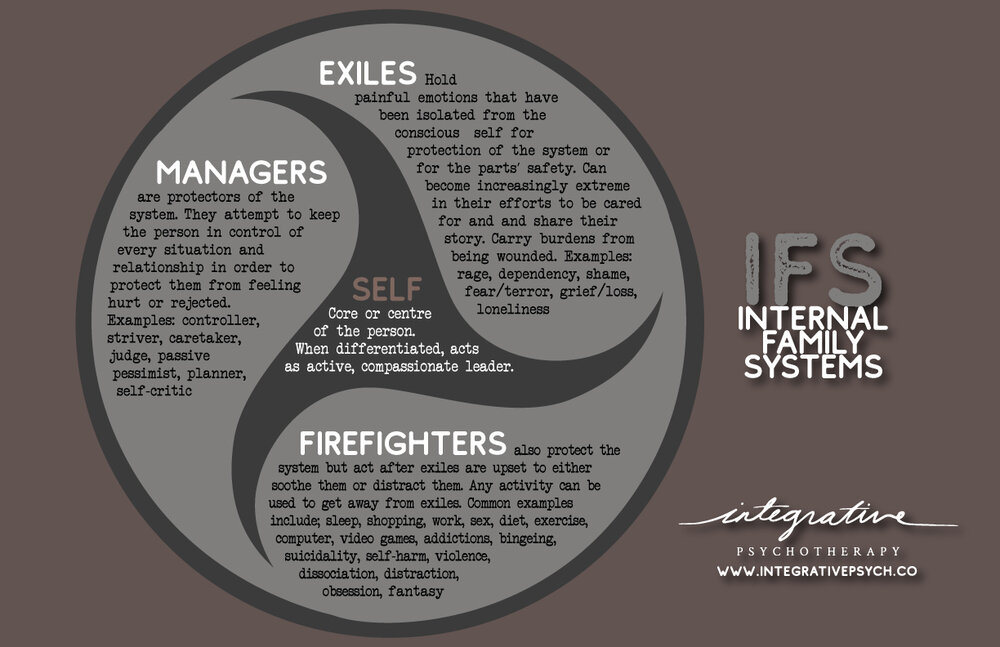 EXILES Hold
painful emotions that have
been isolated from the
conscious self for
protection of the system or
for the parts' safety. Can
become increasingly extreme
in their efforts to be cared
for and and share their
story. Carry burdens from
being wounded. Examples:
rage, dependency, shame,
fear/terror, grief/loss,
loneliness
MANAGERS
are protectors of the
system. They attempt to keep
the person in control of
every situation and
relationship in order to
protect them from feeling
hurt or rejected.
Examples: controller,
striver, caretaker,
judge, passive
pessimist, planner,
self-critic
SELF
Core or centre
of the person.
When differentiated, acts
as active, compassionate leader.
FIREFIGHTERS also protect the
system but act after exiles are upset to either
soothe them or distract them. Any activity can be
used to get away from exiles. Common examples
include; sleep, shopping, work, sex, diet, exercise,
computer, video games, addictions, bingeing,
suicidality, self-harm, violence,
dissociation, distraction,
obsession, fantasy
IFS
INTERNAL
FAMILY
SYSTEMS
integrative
PSYCHOTHERAPY
WWW.INTEGRATIVEPSYCH.CO